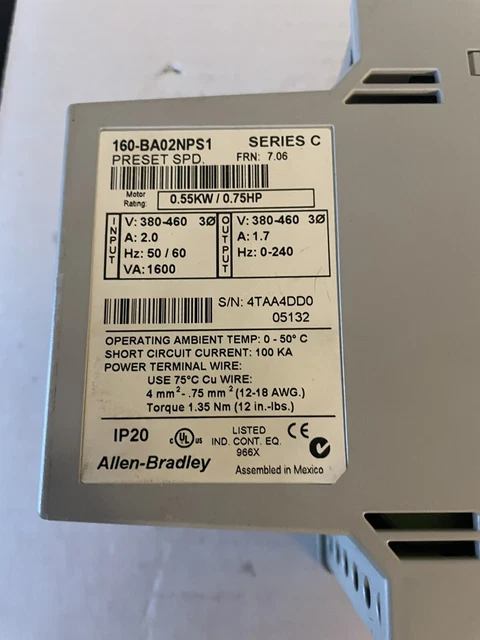 160-BA02NPS1 SERIES C
PRESET SPD. FRN: 7.06
Motor Rating: 0.55KW / 0.75HP
INPUT
V: 380-460 3Ø
A: 2.0
Hz: 50 / 60
VA: 1600
OUTPUT
V: 380-460 3Ø
A: 1.7
Hz: 0-240
S/N: 4TAA4DD0
05132
OPERATING AMBIENT TEMP: 0 - 50° C
SHORT CIRCUIT CURRENT: 100 KA
POWER TERMINAL WIRE:
USE 75°C Cu WIRE:
4 mm²- .75 mm² (12-18 AWG.)
Torque 1.35 Nm (12 in.-lbs.)
IP20 c UL us LISTED CE
IND. CONT. EQ.
966X
Allen-Bradley Assembled in Mexico